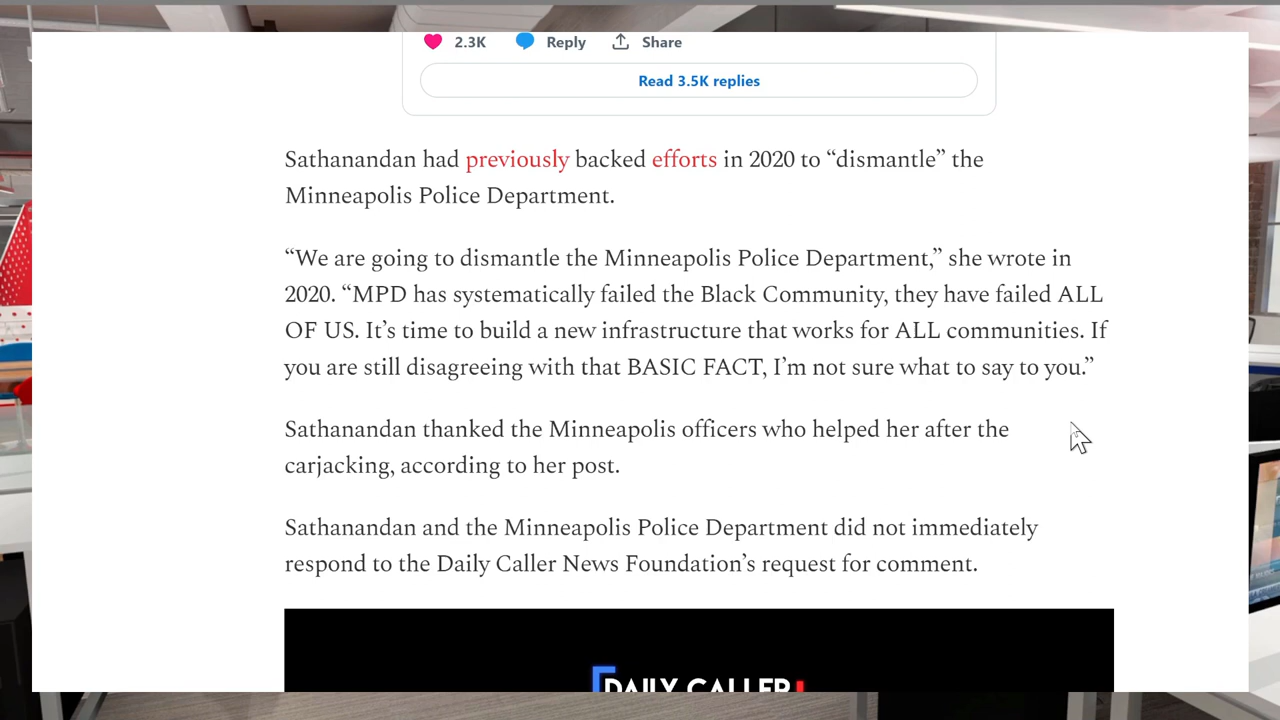 2.3K Reply Share
Read 3.5K replies
Sathanandan had previously backed efforts in 2020 to “dismantle” the
Minneapolis Police Department.
“We are going to dismantle the Minneapolis Police Department,” she wrote in
2020. “MPD has systematically failed the Black Community, they have failed ALL
OF US. It’s time to build a new infrastructure that works for ALL communities. If
you are still disagreeing with that BASIC FACT, I’m not sure what to say to you.”
Sathanandan thanked the Minneapolis officers who helped her after the
carjacking, according to her post.
Sathanandan and the Minneapolis Police Department did not immediately
respond to the Daily Caller News Foundation’s request for comment.
DAILY CALLER